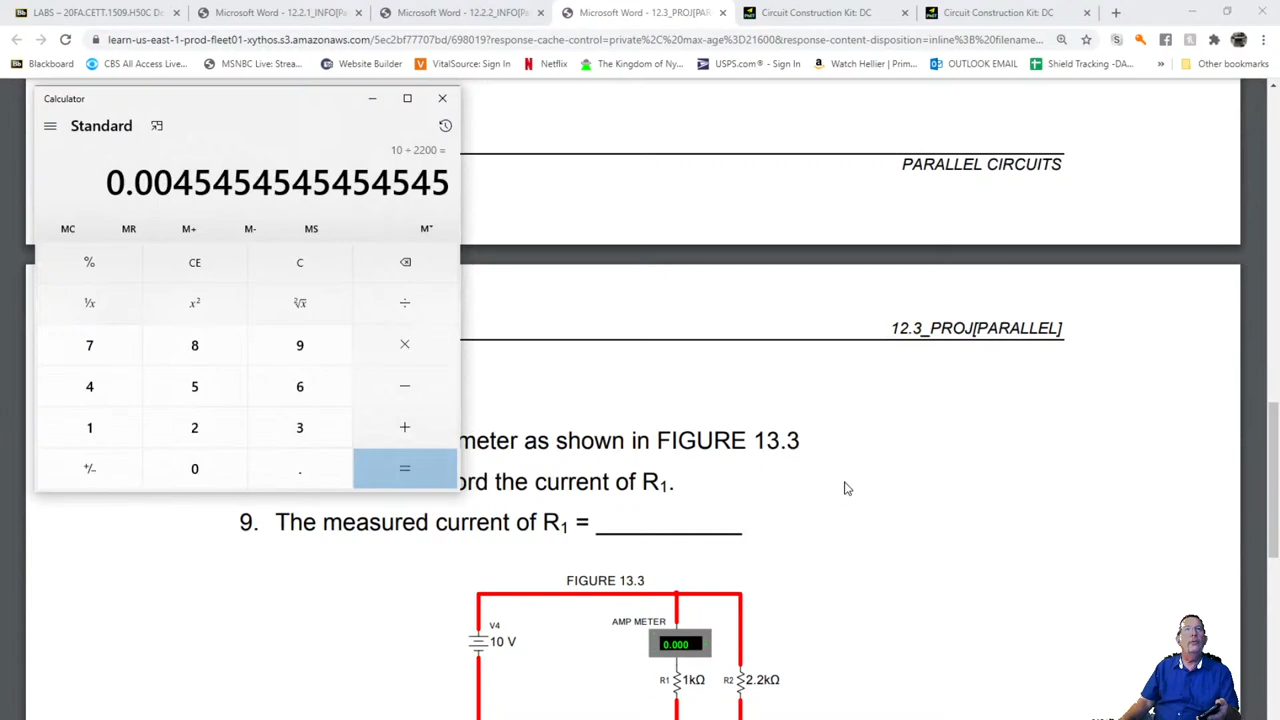 LABS – 20FA.CETT.1509.H50C D
Microsoft Word - 12.2.1_INFO[P
Microsoft Word - 12.2.2_INFO[P
Microsoft Word - 12.3_PROJ[PAR
Circuit Construction Kit: DC
Circuit Construction Kit: DC
learn-us-east-1-prod-fleet01-xythos.s3.amazonaws.com/5ec2bf77707bd/698019?response-cache-control=private%2C%20max-age%3D21600&response-content-disposition=inline%3B%20filename...
Blackboard
CBS All Access Live...
MSNBC Live: Strea...
Website Builder
VitalSource: Sign In
Netflix
The Kingdom of Ny...
USPS.com® - Sign In
Watch Hellier | Prim...
OUTLOOK EMAIL
Shield Tracking -DA...
»
Other bookmarks
Calculator
Standard
10 ÷ 2200 =
0.0045454545454545
MC MR M+ M- MS M˅
% CE C
¹/x x² ²√x ÷
7 8 9 ×
4 5 6 −
1 2 3 +
+/− 0 . =
PARALLEL CIRCUITS
12.3_PROJ[PARALLEL]
meter as shown in FIGURE 13.3
ord the current of R₁.
9. The measured current of R₁ = ____________
FIGURE 13.3
V4
10 V
AMP METER
0.000
R1 1kΩ
R2 2.2kΩ